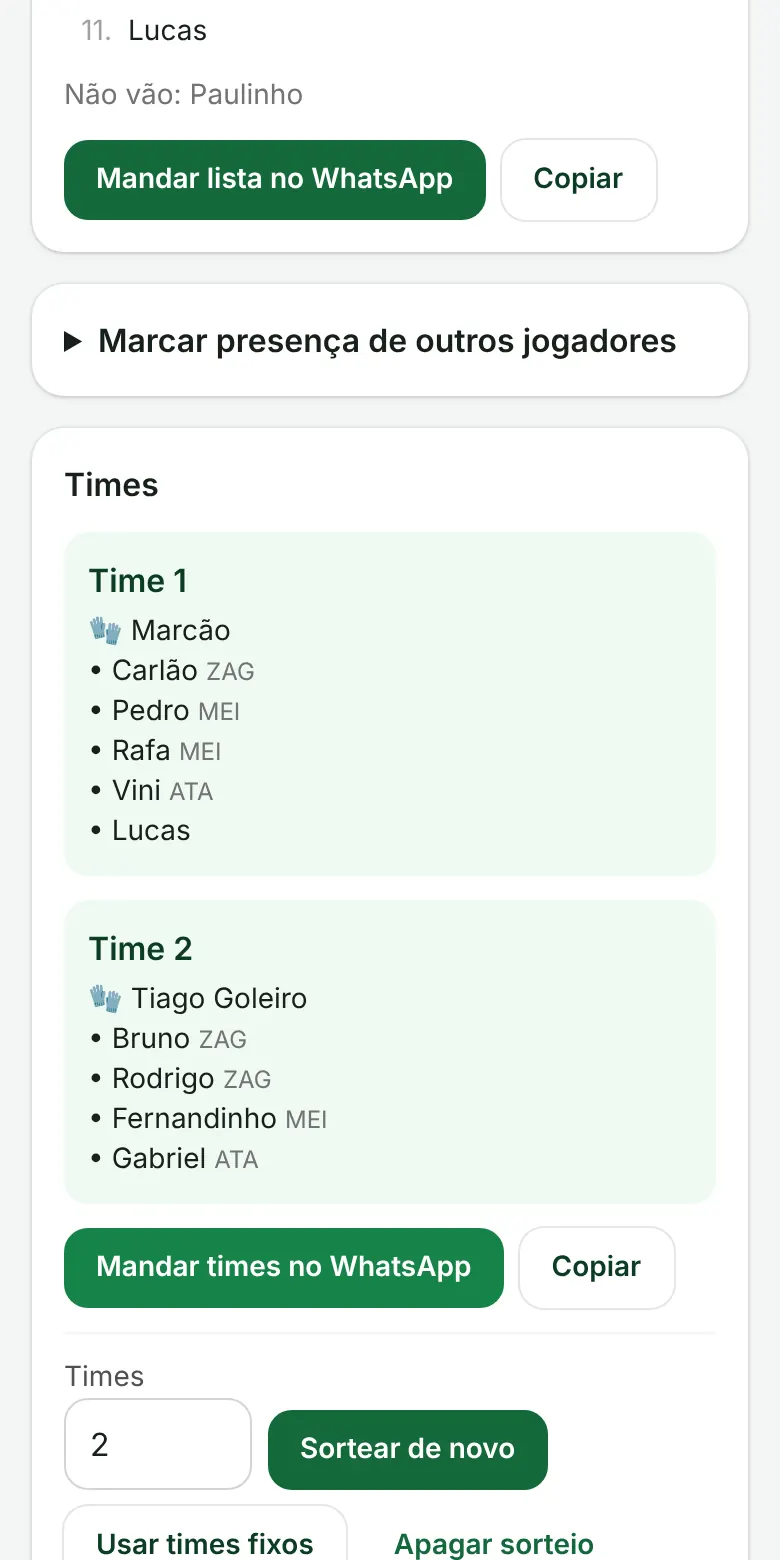 11. Lucas
Não vão: Paulinho
Mandar lista no WhatsApp
Copiar
Marcar presença de outros jogadores
Times
Time 1
Marcão
• Carlão ZAG
• Pedro MEI
• Rafa MEI
• Vini ATA
• Lucas
Time 2
Tiago Goleiro
• Bruno ZAG
• Rodrigo ZAG
• Fernandinho MEI
• Gabriel ATA
Mandar times no WhatsApp
Copiar
Times
2
Sortear de novo
Usar times fixos
Apagar sorteio